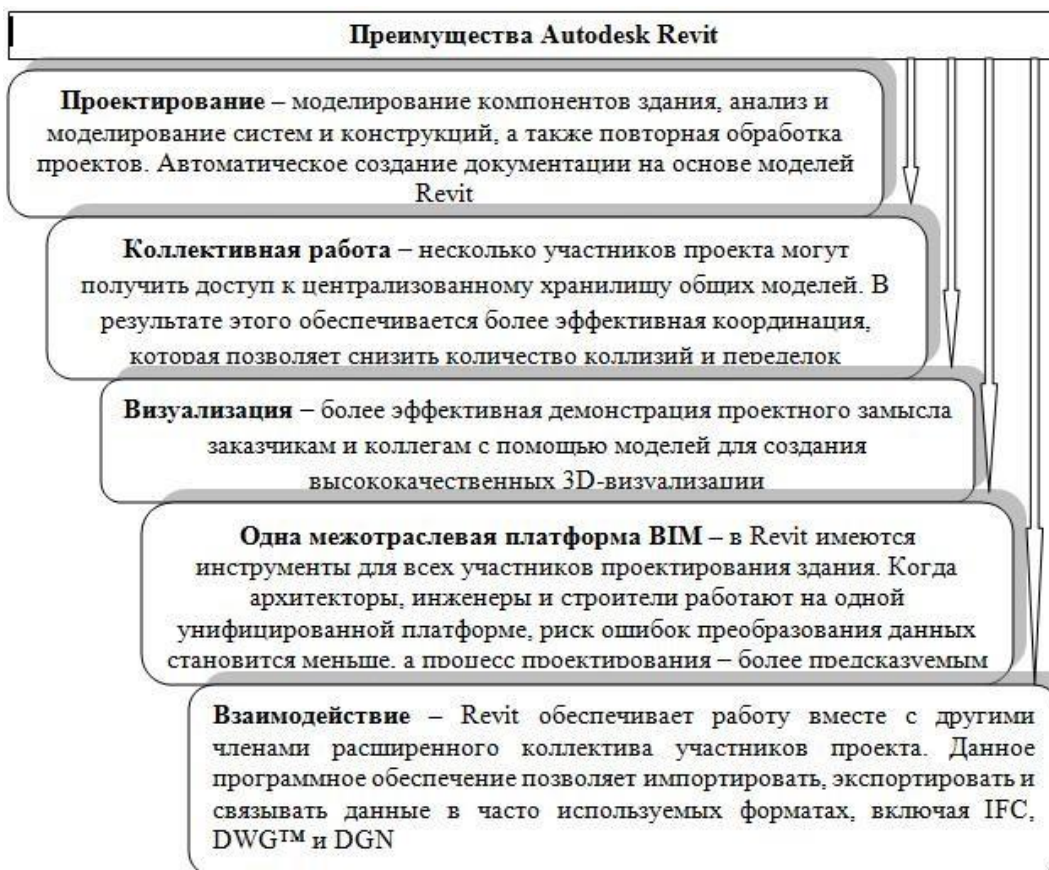 Преимущества Autodesk Revit
Проектирование – моделирование компонентов здания, анализ и
моделирование систем и конструкций, а также повторная обработка
проектов. Автоматическое создание документации на основе моделей
Revit
Коллективная работа – несколько участников проекта могут
получить доступ к централизованному хранилищу общих моделей. В
результате этого обеспечивается более эффективная координация,
которая позволяет снизить количество коллизий и переделок
Визуализация – более эффективная демонстрация проектного замысла
заказчикам и коллегам с помощью моделей для создания
высококачественных 3D-визуализации
Одна межотраслевая платформа BIM – в Revit имеются
инструменты для всех участников проектирования здания. Когда
архитекторы, инженеры и строители работают на одной
унифицированной платформе, риск ошибок преобразования данных
становится меньше, а процесс проектирования – более предсказуемым
Взаимодействие – Revit обеспечивает работу вместе с другими
членами расширенного коллектива участников проекта. Данное
программное обеспечение позволяет импортировать, экспортировать и
связывать данные в часто используемых форматах, включая IFC,
DWG™ и DGN